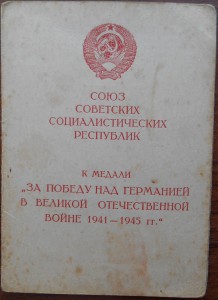 СОЮЗ
СОВЕТСКИХ
СОЦИАЛИСТИЧЕСКИХ
РЕСПУБЛИК
К МЕДАЛИ
„ЗА ПОБЕДУ НАД ГЕРМАНИЕЙ
В ВЕЛИКОЙ ОТЕЧЕСТВЕННОЙ
ВОЙНЕ 1941—1945 гг.“